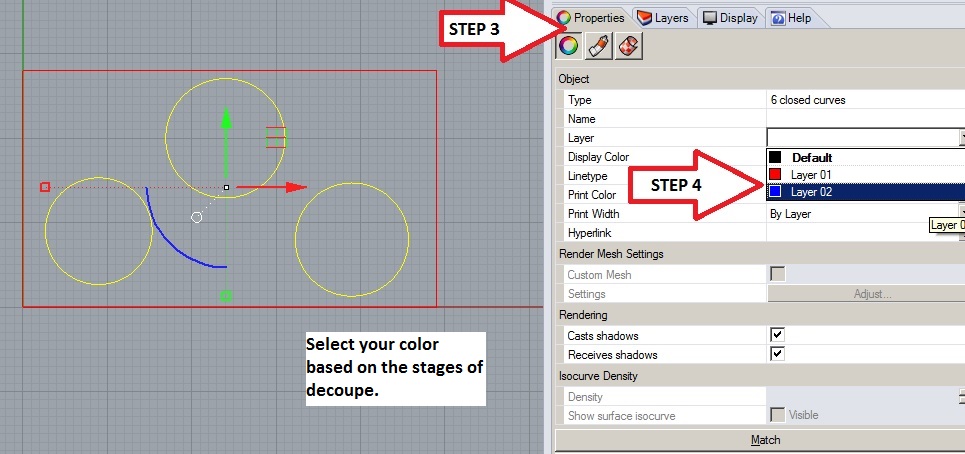 STEP 3
Properties Layers Display Help
Object
Type 6 closed curves
Name
Layer
Display Color Default
Linetype Layer 01
STEP 4
Print Color Layer 02
Print Width By Layer
Hyperlink Layer 0
Render Mesh Settings
Custom Mesh
Settings Adjust...
Rendering
Casts shadows
Receives shadows
Isocurve Density
Density
Show surface isocurve Visible
Match
Select your color
based on the stages of
decoupe.